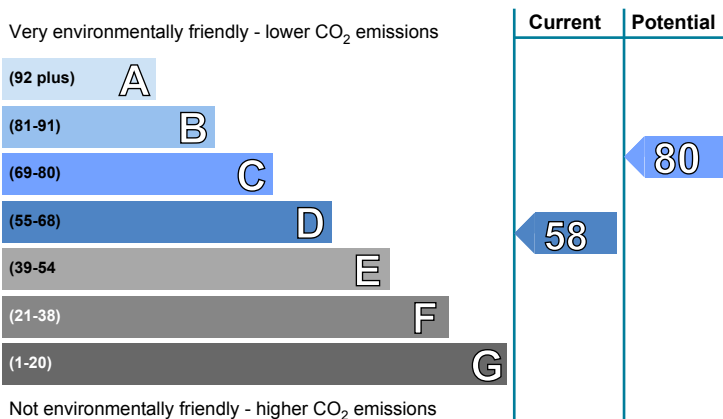 Current Potential
Very environmentally friendly - lower CO2 emissions
(92 plus) A
(81-91) B
(69-80) C
80
(55-68) D
58
(39-54 E
(21-38) F
(1-20) G
Not environmentally friendly - higher CO2 emissions